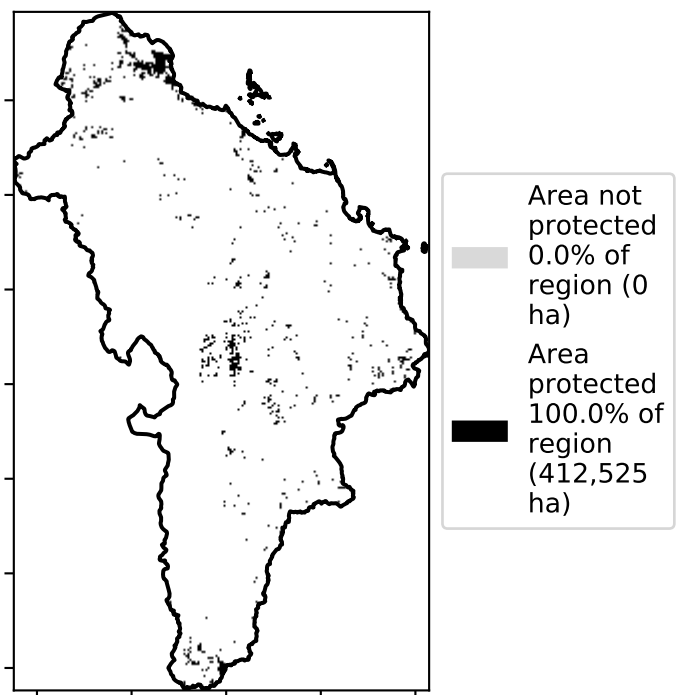 Area not
protected
0.0% of
region (0
ha)
Area
protected
100.0% of
region
(412,525
ha)